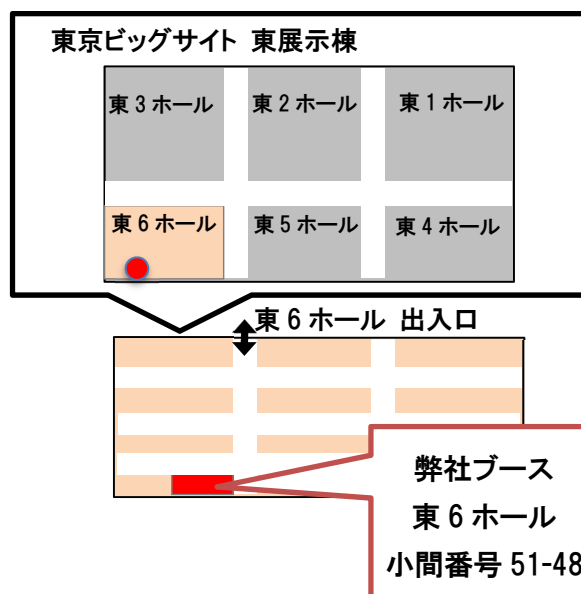 東京ビッグサイト 東展示棟
東3ホール 東2ホール 東1ホール
東6ホール 東5ホール 東4ホール
東6ホール 出入口
弊社ブース
東6ホール
小間番号 51-48